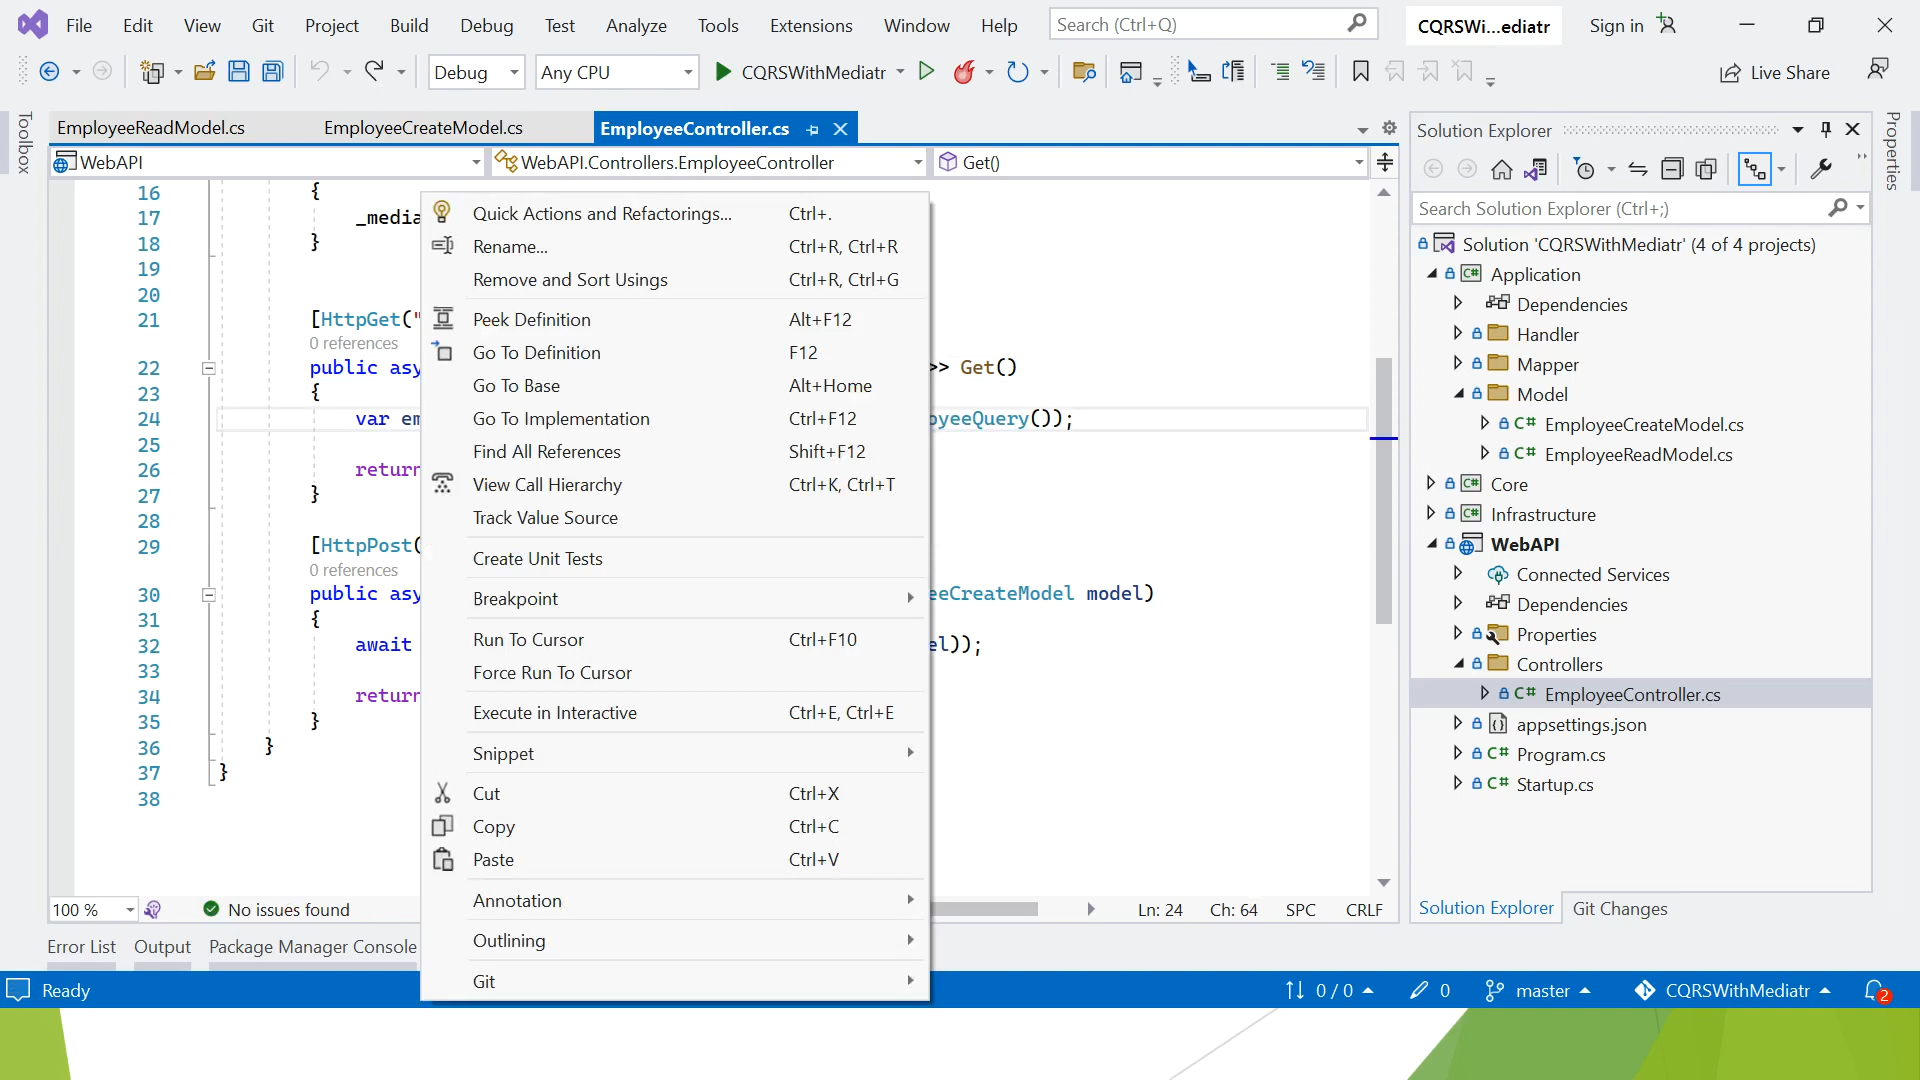 File Edit View Git Project Build Debug Test Analyze Tools Extensions Window Help Search (Ctrl+Q) CQRSWi...ediatr Sign in
Debug Any CPU CQRSWithMediatr Live Share
Toolbox
EmployeeReadModel.cs EmployeeCreateModel.cs EmployeeController.cs
WebAPI WebAPI.Controllers.EmployeeController Get()
16 {
17 _media
18 }
19
20
21 [HttpGet("
0 references
22 public asy >> Get()
23 {
24 var em oyeeQuery());
25
26 return
27 }
28
29 [HttpPost(
0 references
30 public asy eeCreateModel model)
31 {
32 await el));
33
34 return
35 }
36 }
37 }
38
Quick Actions and Refactorings... Ctrl+.
Rename... Ctrl+R, Ctrl+R
Remove and Sort Usings Ctrl+R, Ctrl+G
Peek Definition Alt+F12
Go To Definition F12
Go To Base Alt+Home
Go To Implementation Ctrl+F12
Find All References Shift+F12
View Call Hierarchy Ctrl+K, Ctrl+T
Track Value Source
Create Unit Tests
Breakpoint
Run To Cursor Ctrl+F10
Force Run To Cursor
Execute in Interactive Ctrl+E, Ctrl+E
Snippet
Cut Ctrl+X
Copy Ctrl+C
Paste Ctrl+V
Annotation
Outlining
Git
100 % No issues found Ln: 24 Ch: 64 SPC CRLF
Error List Output Package Manager Console
Solution Explorer
Search Solution Explorer (Ctrl+;)
Solution 'CQRSWithMediatr' (4 of 4 projects)
C# Application
Dependencies
Handler
Mapper
Model
C# EmployeeCreateModel.cs
C# EmployeeReadModel.cs
C# Core
C# Infrastructure
WebAPI
Connected Services
Dependencies
Properties
Controllers
C# EmployeeController.cs
appsettings.json
C# Program.cs
C# Startup.cs
Solution Explorer Git Changes
Properties
Ready 0 / 0 0 master CQRSWithMediatr 2